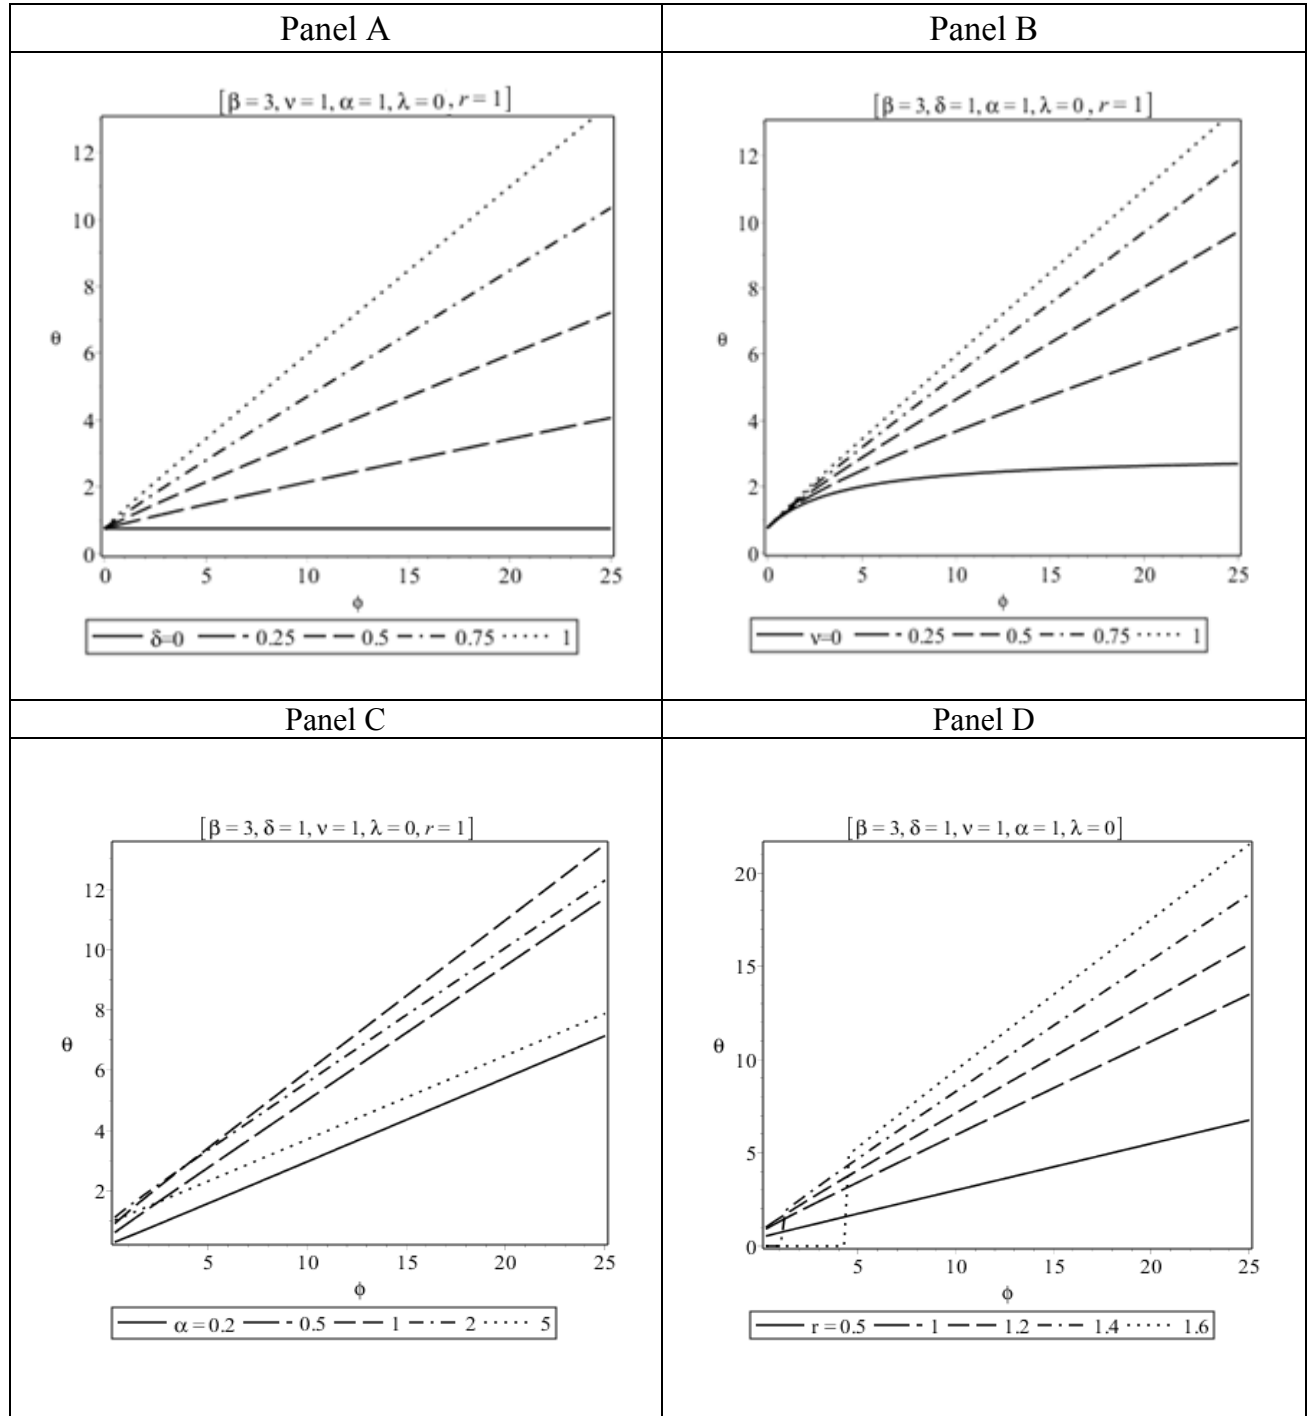 Panel A
Panel B
[β = 3, ν = 1, α = 1, λ = 0, r = 1]
12
10
8
θ
6
4
2
0
0 5 10 15 20 25
ϕ
δ=0 0.25 0.5 0.75 1
[β = 3, δ = 1, α = 1, λ = 0, r = 1]
12
10
8
θ
6
4
2
0
0 5 10 15 20 25
ϕ
ν=0 0.25 0.5 0.75 1
Panel C
Panel D
[β = 3, δ = 1, ν = 1, λ = 0, r = 1]
12
10
8
θ
6
4
2
5 10 15 20 25
ϕ
α = 0.2 0.5 1 2 5
[β = 3, δ = 1, ν = 1, α = 1, λ = 0]
20
15
θ
10
5
0
5 10 15 20 25
ϕ
r = 0.5 1 1.2 1.4 1.6